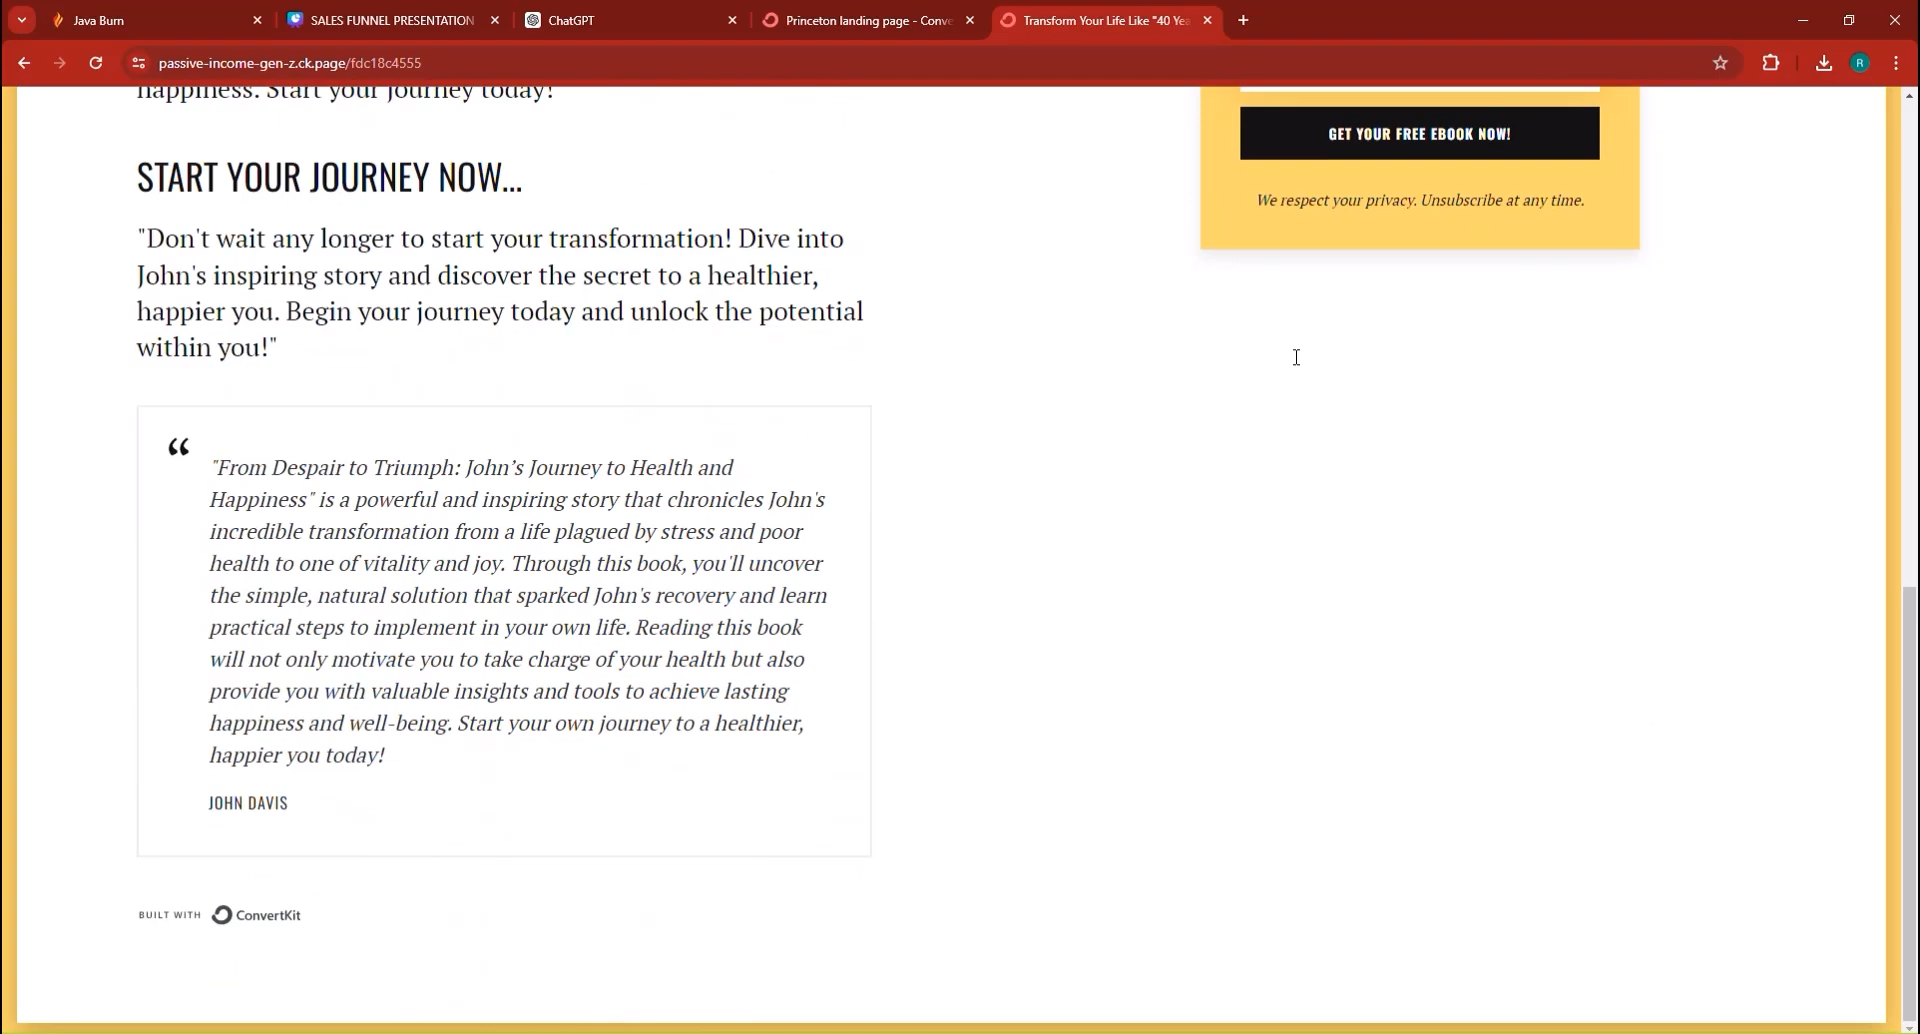 Java Burn
SALES FUNNEL PRESENTATION
ChatGPT
Princeton landing page - Conve
Transform Your Life Like "40 Yea
passive-income-gen-z.ck.page/fdc18c4555
R
happiness. Start your journey today!
START YOUR JOURNEY NOW...
"Don't wait any longer to start your transformation! Dive into
John's inspiring story and discover the secret to a healthier,
happier you. Begin your journey today and unlock the potential
within you!"
“
"From Despair to Triumph: John’s Journey to Health and
Happiness" is a powerful and inspiring story that chronicles John's
incredible transformation from a life plagued by stress and poor
health to one of vitality and joy. Through this book, you'll uncover
the simple, natural solution that sparked John's recovery and learn
practical steps to implement in your own life. Reading this book
will not only motivate you to take charge of your health but also
provide you with valuable insights and tools to achieve lasting
happiness and well-being. Start your own journey to a healthier,
happier you today!
JOHN DAVIS
BUILT WITH ConvertKit
GET YOUR FREE EBOOK NOW!
We respect your privacy. Unsubscribe at any time.